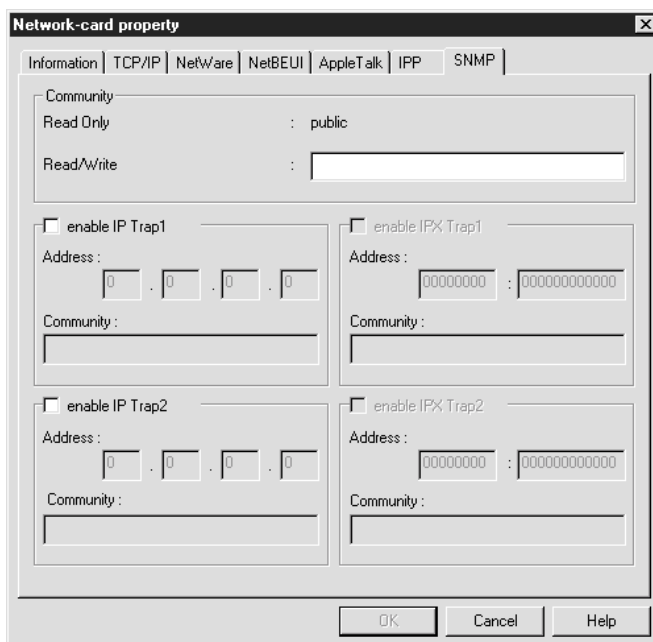 Network-card property
Information TCP/IP NetWare NetBEUI AppleTalk IPP SNMP
Community
Read Only : public
Read/Write :
enable IP Trap1
Address :
0 . 0 . 0 . 0
Community :
enable IPX Trap1
Address :
00000000 : 000000000000
Community :
enable IP Trap2
Address :
0 . 0 . 0 . 0
Community :
enable IPX Trap2
Address :
00000000 : 000000000000
Community :
OK Cancel Help